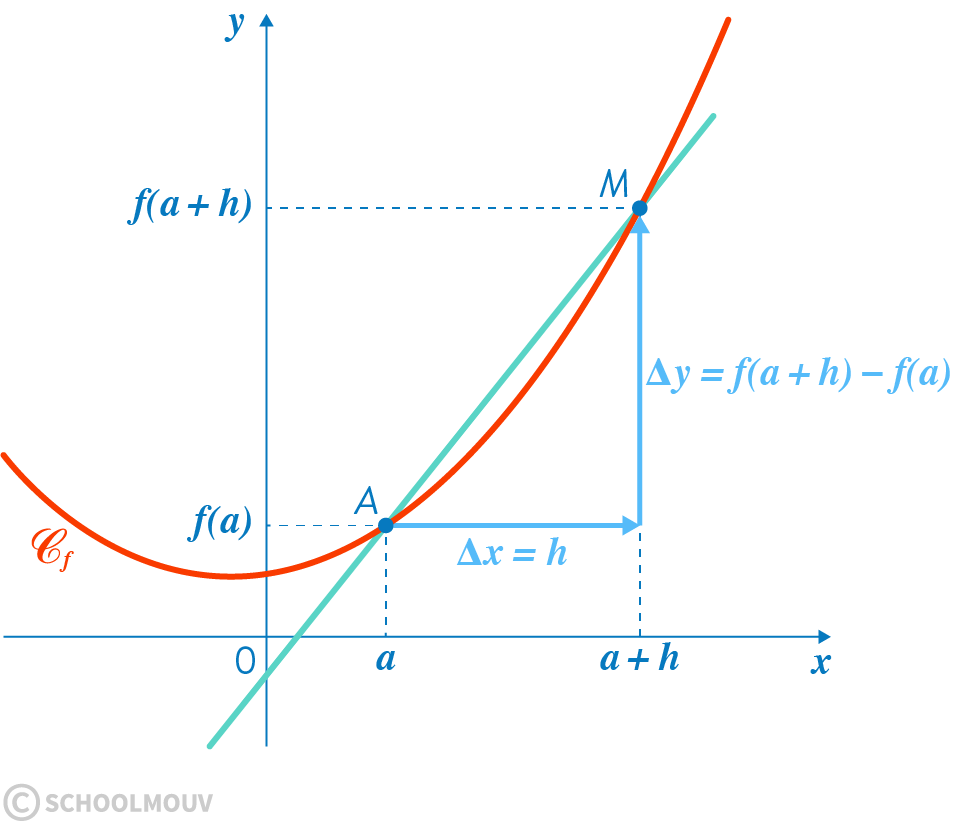 y
M
f(a + h)
Δy = f(a + h) – f(a)
A
f(a)
Δx = h
𝒞f
0
a
a + h
x
© SCHOOLMOUV